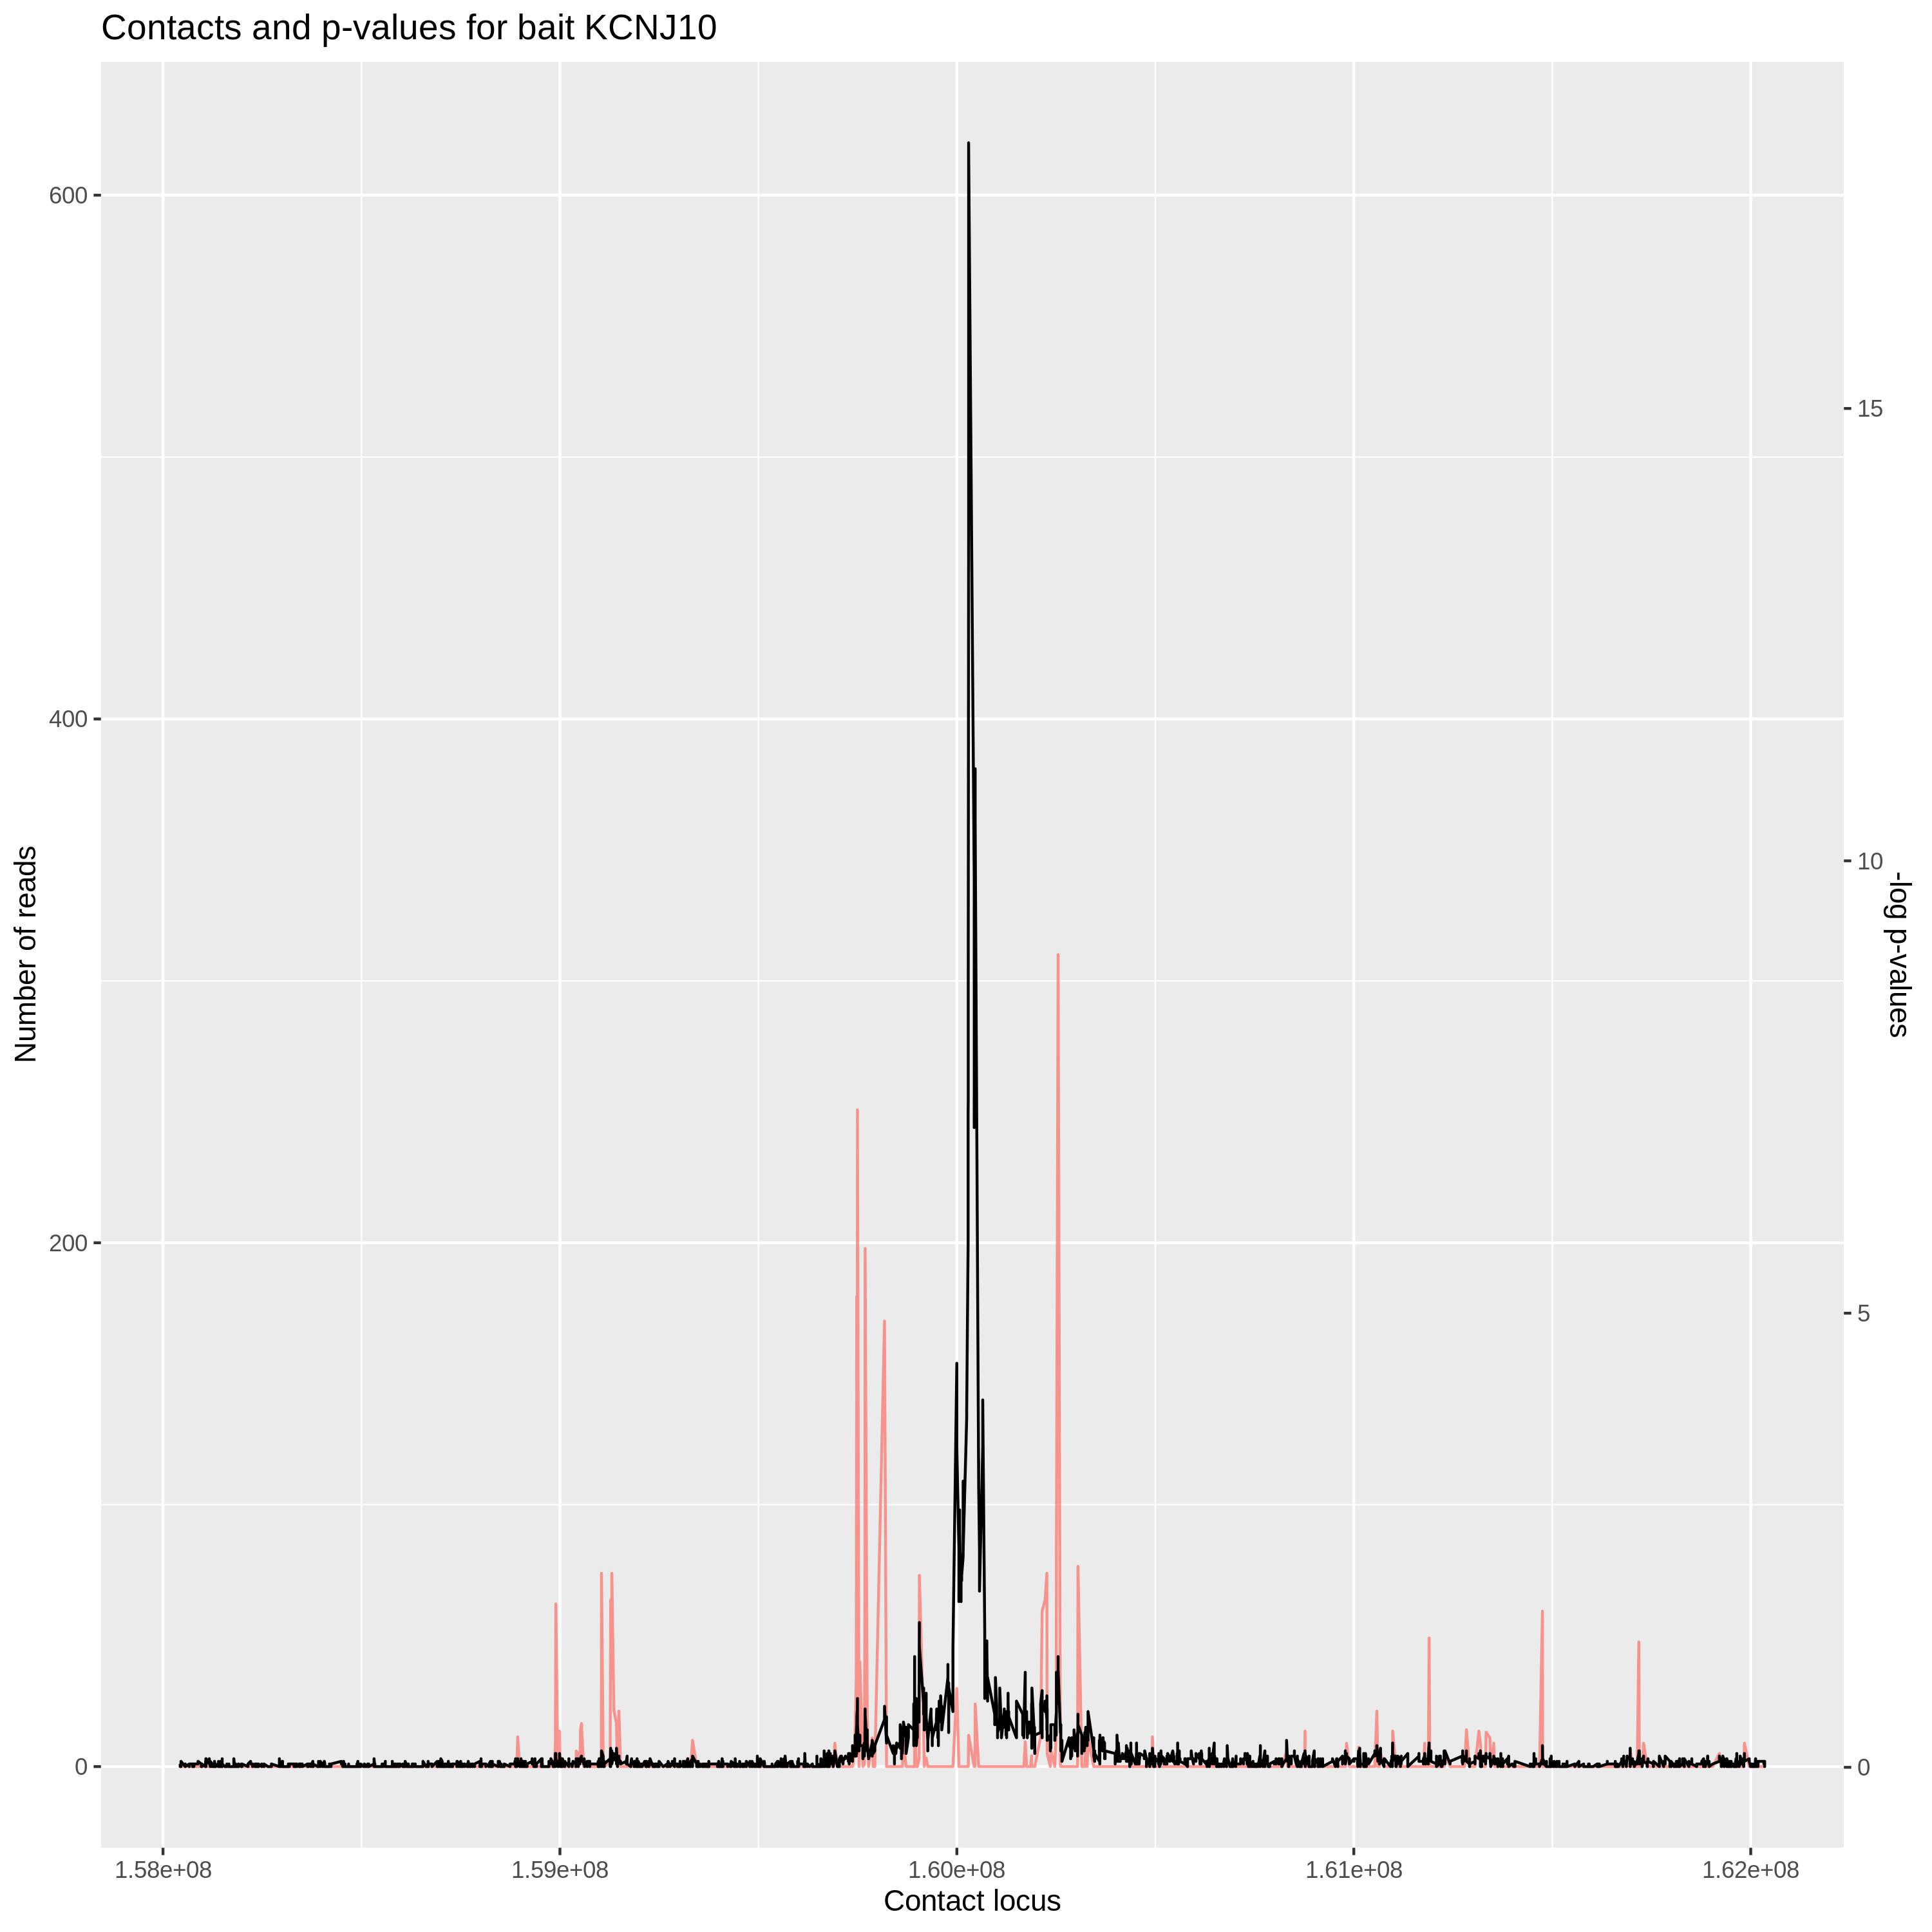 Contacts and p-values for bait KCNJ10
600
400
200
0
Number of reads
15
10
5
0
-log p-values
1.58e+08 1.59e+08 1.60e+08 1.61e+08 1.62e+08
Contact locus